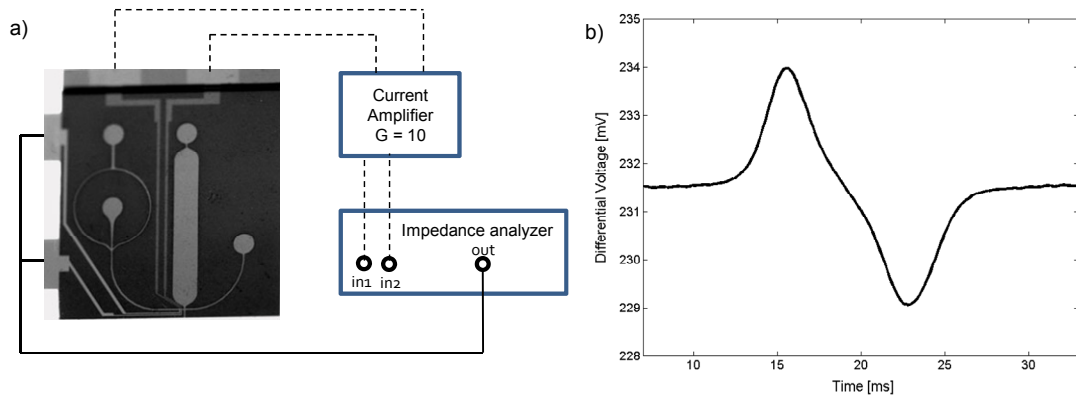 a)
Current
Amplifier
G = 10
Impedance analyzer
in1
in2
out
b)
Differential Voltage [mV]
235
234
233
232
231
230
229
228
10
15
20
25
30
Time [ms]